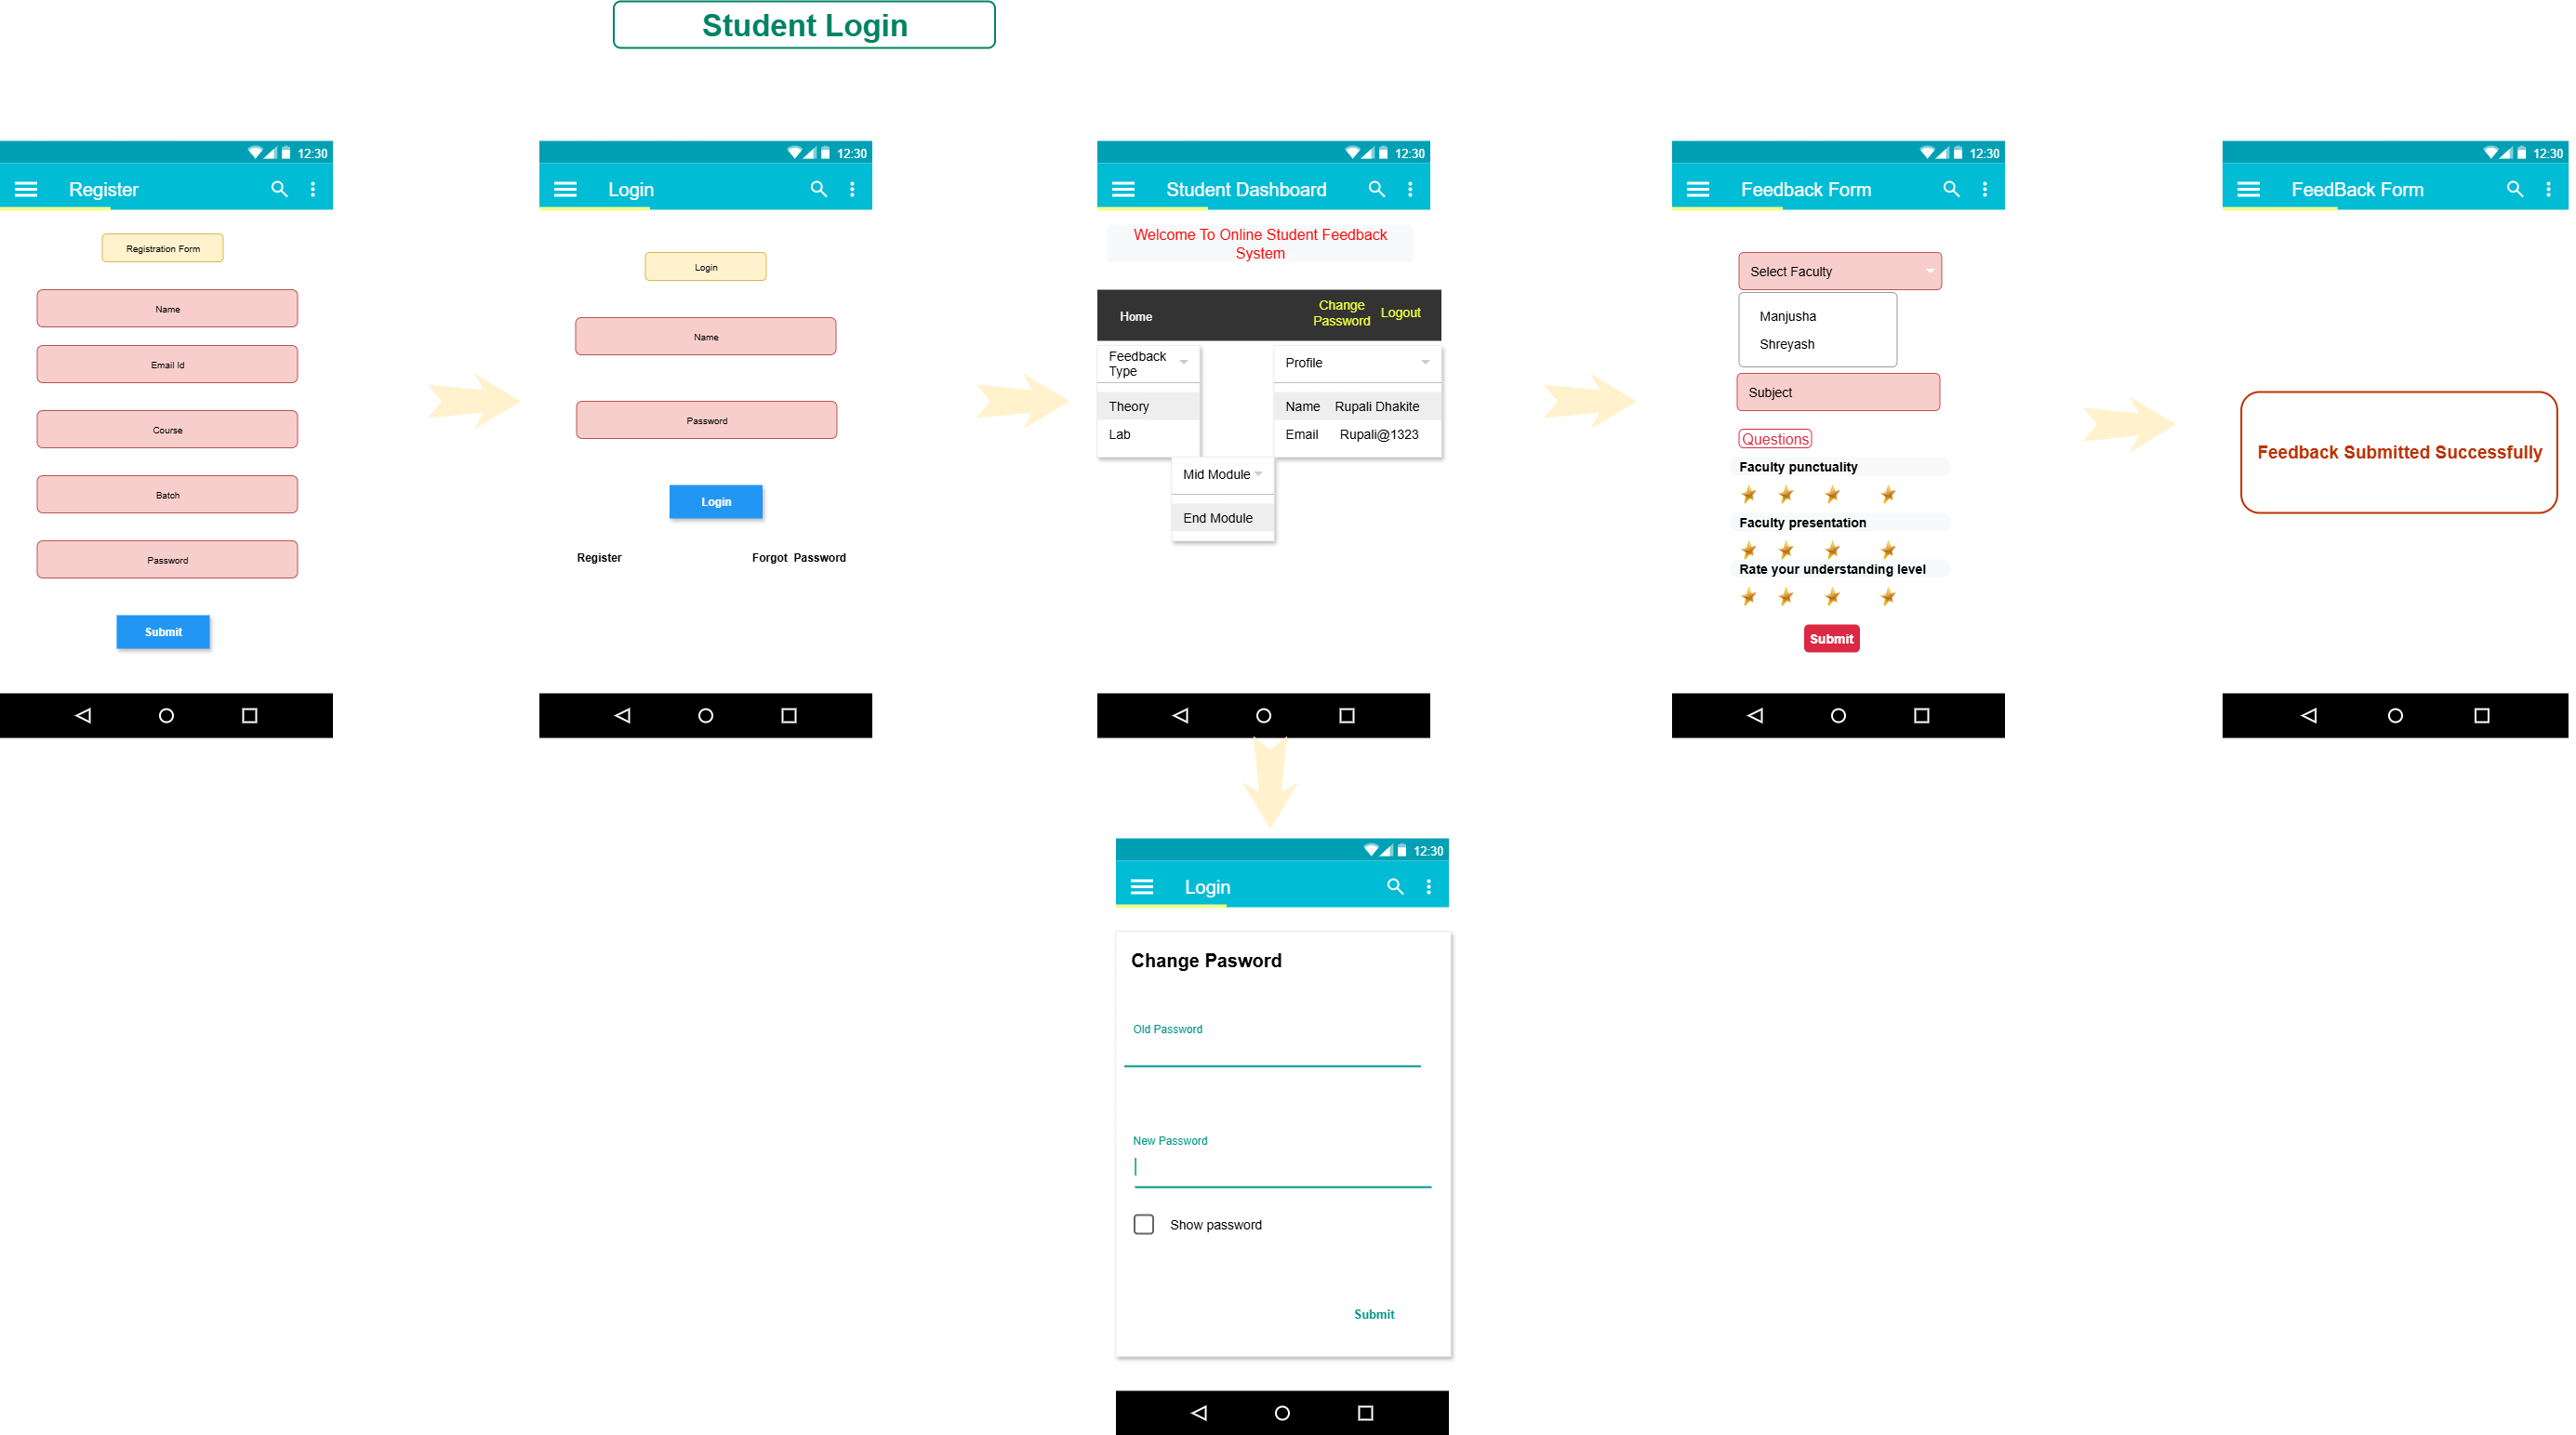 Student Login
12:30
Register
Registration Form
Name
Email Id
Course
Batch
Password
Submit
12:30
Login
Login
Name
Password
Login
Register
Forgot Password
12:30
Student Dashboard
Welcome To Online Student Feedback
System
Home
Change
Password
Logout
Feedback
Type
Theory
Lab
Profile
Name Rupali Dhakite
Email Rupali@1323
Mid Module
End Module
12:30
Feedback Form
Select Faculty
Manjusha
Shreyash
Subject
Questions
Faculty punctuality
Faculty presentation
Rate your understanding level
Submit
12:30
FeedBack Form
Feedback Submitted Successfully
12:30
Login
Change Pasword
Old Password
New Password
Show password
Submit